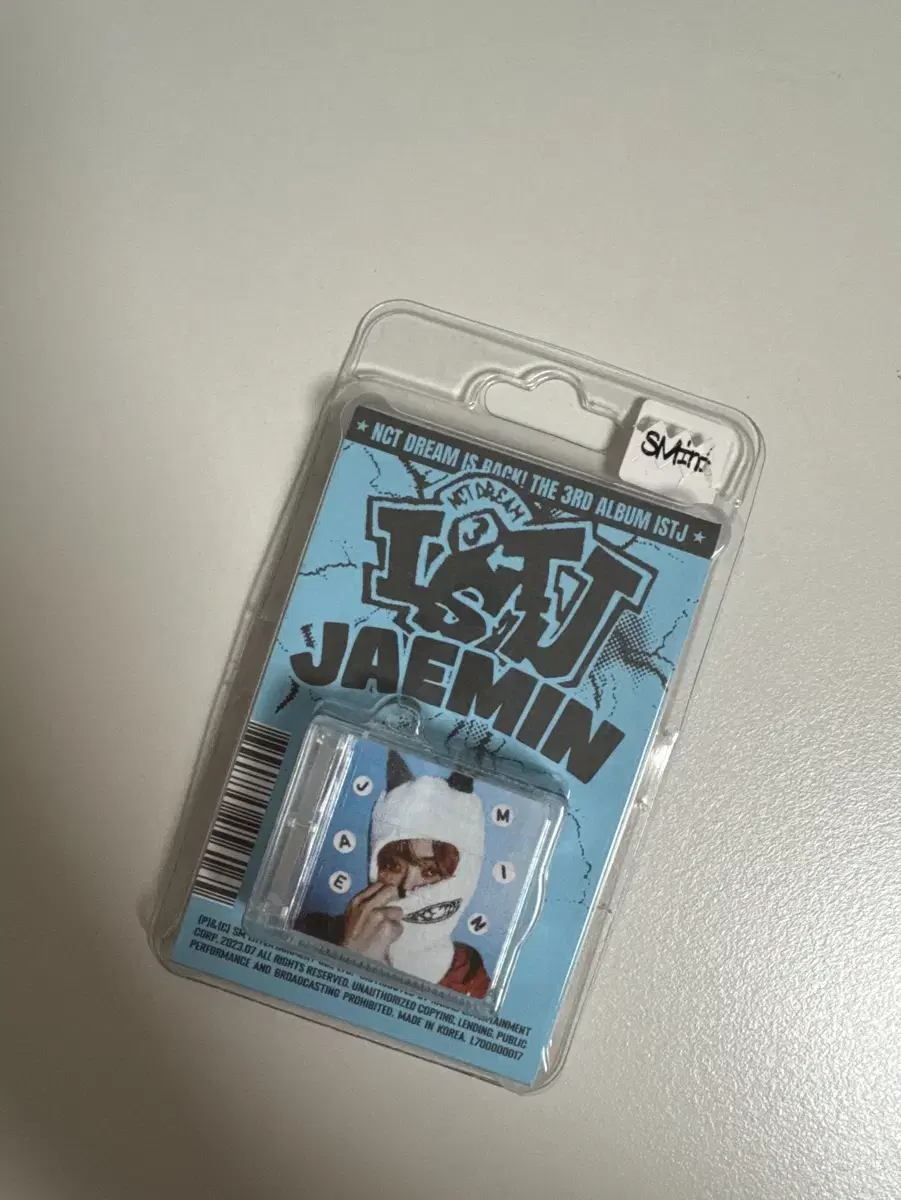 SMini
★ NCT DREAM IS BACK! THE 3RD ALBUM ISTJ ★
NCT DREAM
3
ISTJ
JAEMIN
J M
A I
E N
(P)&(C) SM ENTERTAINMENT
CORP. 2023.07 ALL RIGHTS RESERVED. UNAUTHORIZED COPYING, LENDING, PUBLIC
PERFORMANCE AND BROADCASTING PROHIBITED. MADE IN KOREA. L700000017